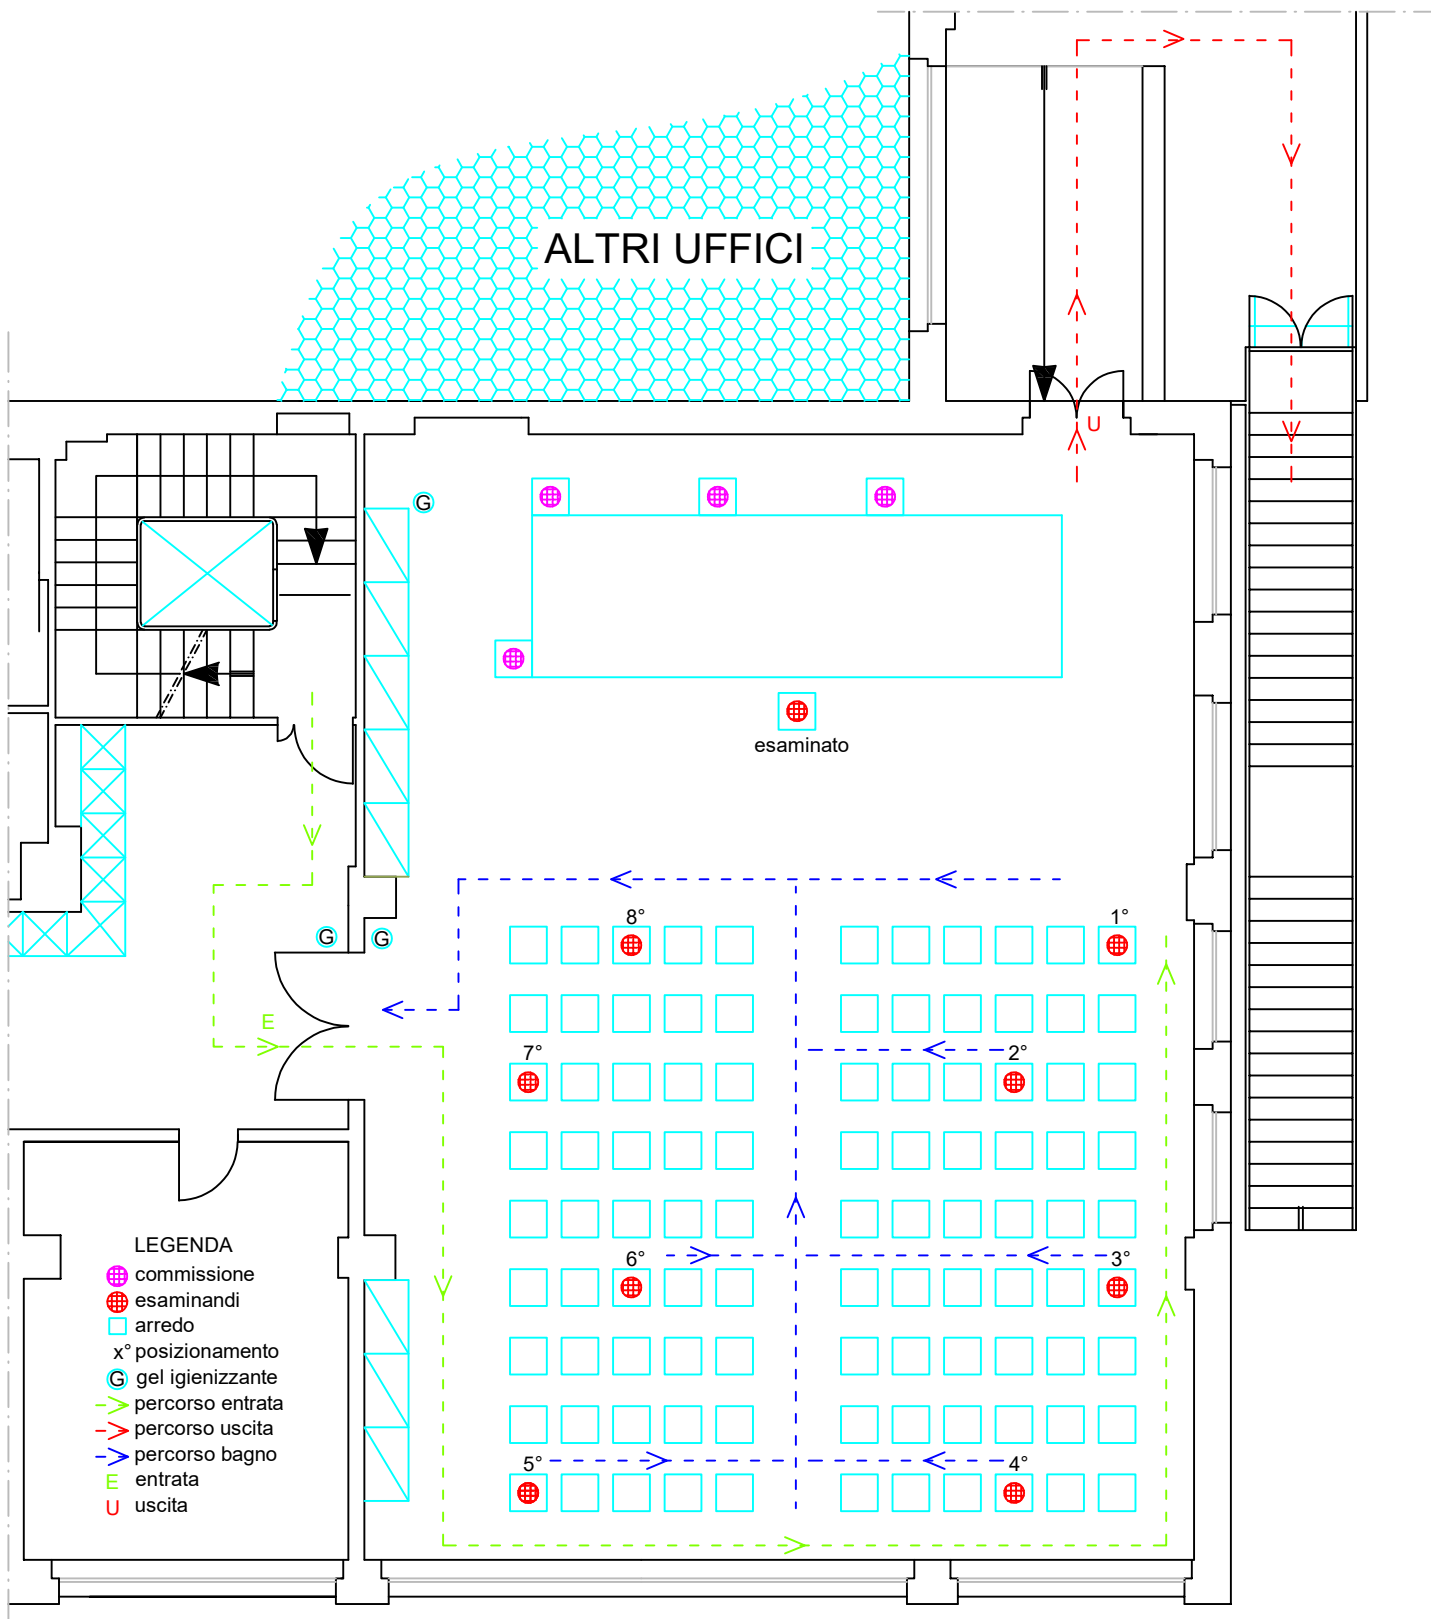 ALTRI UFFICI
U
G
esaminato
8°
1°
G
G
E
7°
2°
6°
3°
5°
4°
LEGENDA
commissione
esaminandi
arredo
x° posizionamento
G gel igienizzante
percorso entrata
percorso uscita
percorso bagno
E entrata
U uscita